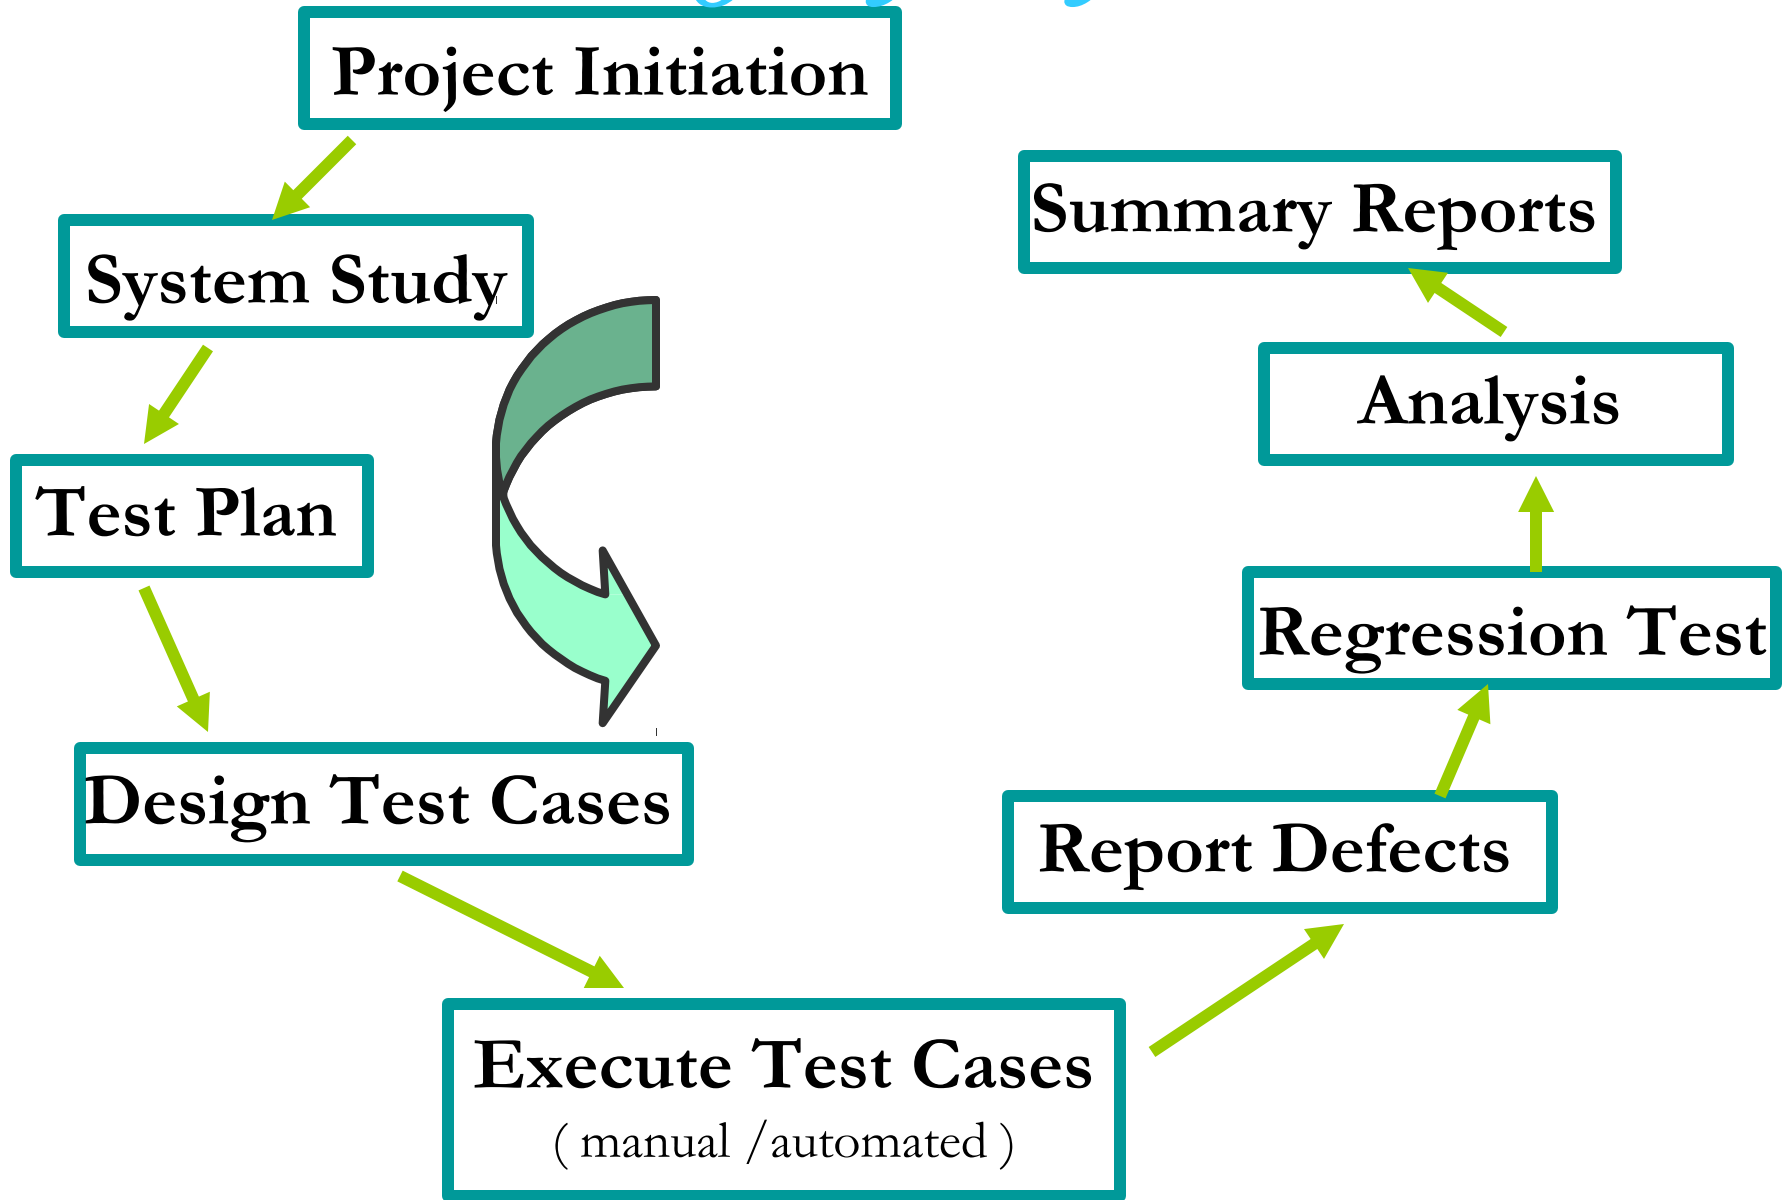 Project Initiation
System Study
Test Plan
Design Test Cases
Execute Test Cases
( manual /automated )
Report Defects
Regression Test
Analysis
Summary Reports